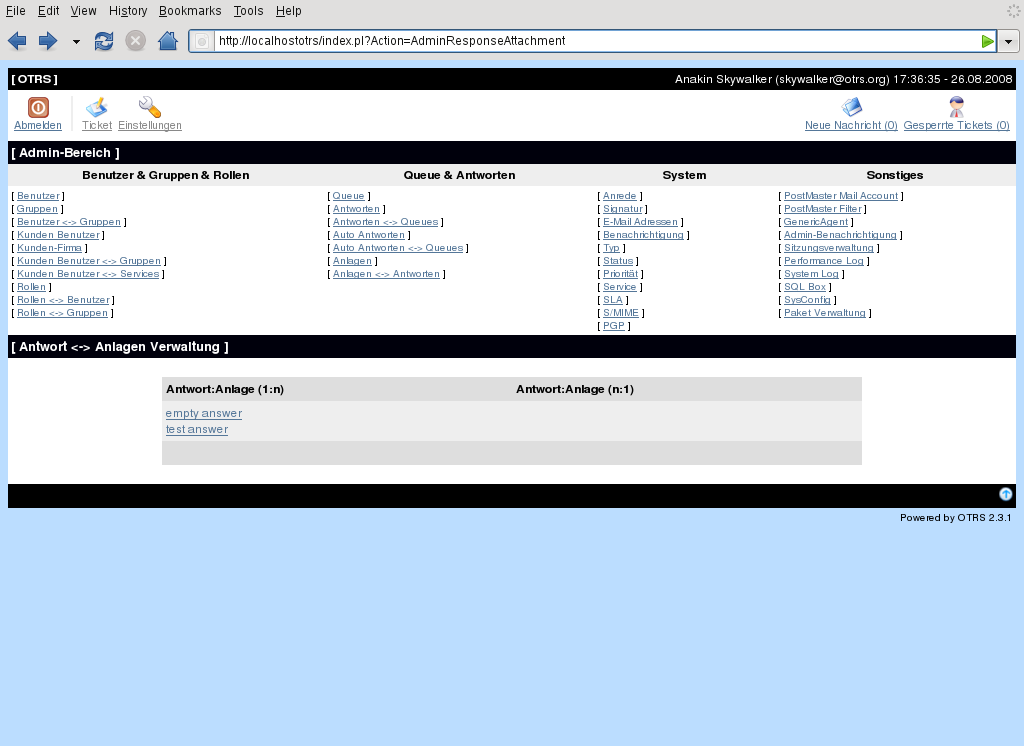 File Edit View History Bookmarks Tools Help
http://localhostotrs/index.pl?Action=AdminResponseAttachment
[ OTRS ] Anakin Skywalker (skywalker@otrs.org) 17:36:35 - 26.08.2008
Abmelden Ticket Einstellungen Neue Nachricht (0) Gesperrte Tickets (0)
[ Admin-Bereich ]
Benutzer & Gruppen & Rollen Queue & Antworten System Sonstiges
[ Benutzer ] [ Queue ] [ Anrede ] [ PostMaster Mail Account ]
[ Gruppen ] [ Antworten ] [ Signatur ] [ PostMaster Filter ]
[ Benutzer <-> Gruppen ] [ Antworten <-> Queues ] [ E-Mail Adressen ] [ GenericAgent ]
[ Kunden Benutzer ] [ Auto Antworten ] [ Benachrichtigung ] [ Admin-Benachrichtigung ]
[ Kunden-Firma ] [ Auto Antworten <-> Queues ] [ Typ ] [ Sitzungsverwaltung ]
[ Kunden Benutzer <-> Gruppen ] [ Anlagen ] [ Status ] [ Performance Log ]
[ Kunden Benutzer <-> Services ] [ Anlagen <-> Antworten ] [ Priorität ] [ System Log ]
[ Rollen ] [ Service ] [ SQL Box ]
[ Rollen <-> Benutzer ] [ SLA ] [ SysConfig ]
[ Rollen <-> Gruppen ] [ S/MIME ] [ Paket Verwaltung ]
[ PGP ]
[ Antwort <-> Anlagen Verwaltung ]
Antwort:Anlage (1:n) Antwort:Anlage (n:1)
empty answer
test answer
Powered by OTRS 2.3.1